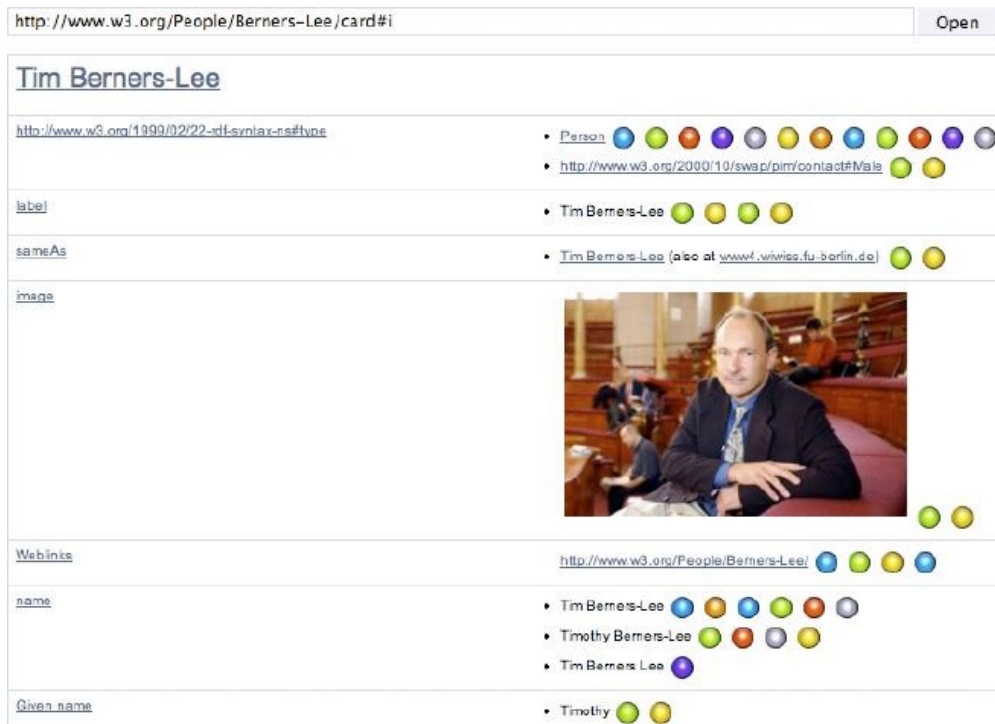 http://www.w3.org/People/Berners-Lee/card#i
Open
Tim Berners-Lee
http://www.w3.org/1999/02/22-rdf-syntax-ns#type
Person
http://www.w3.org/2000/10/swap/pim/contact#Male
label
Tim Berners-Lee
sameAs
Tim Berners-Lee (also at www4.wiwiss.fu-berlin.de)
image
Weblinks
http://www.w3.org/People/Berners-Lee/
name
Tim Berners-Lee
Timothy Berners-Lee
Tim Berners Lee
Given name
Timothy